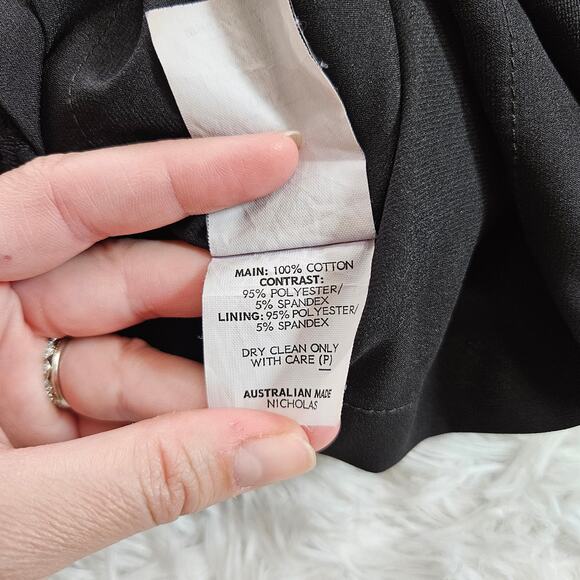 MAIN: 100% COTTON
CONTRAST:
95% POLYESTER/
5% SPANDEX
LINING: 95% POLYESTER/
5% SPANDEX
DRY CLEAN ONLY
WITH CARE (P)
AUSTRALIAN MADE
NICHOLAS